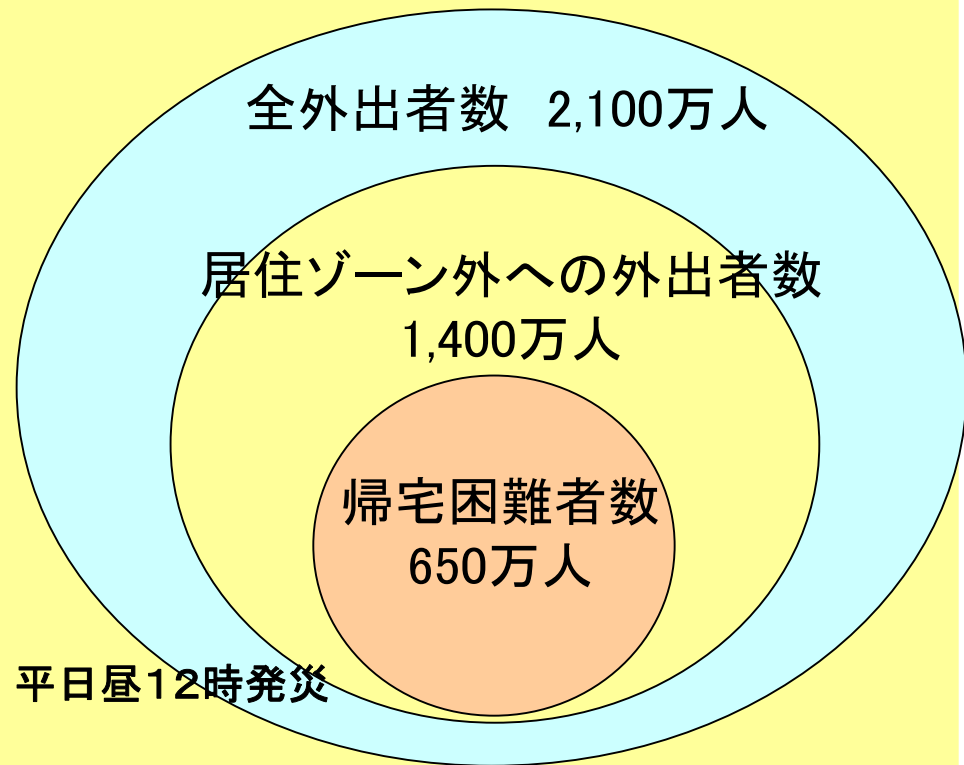 全外出者数 2,100万人
居住ゾーン外への外出者数
1,400万人
帰宅困難者数
650万人
平日昼12時発災